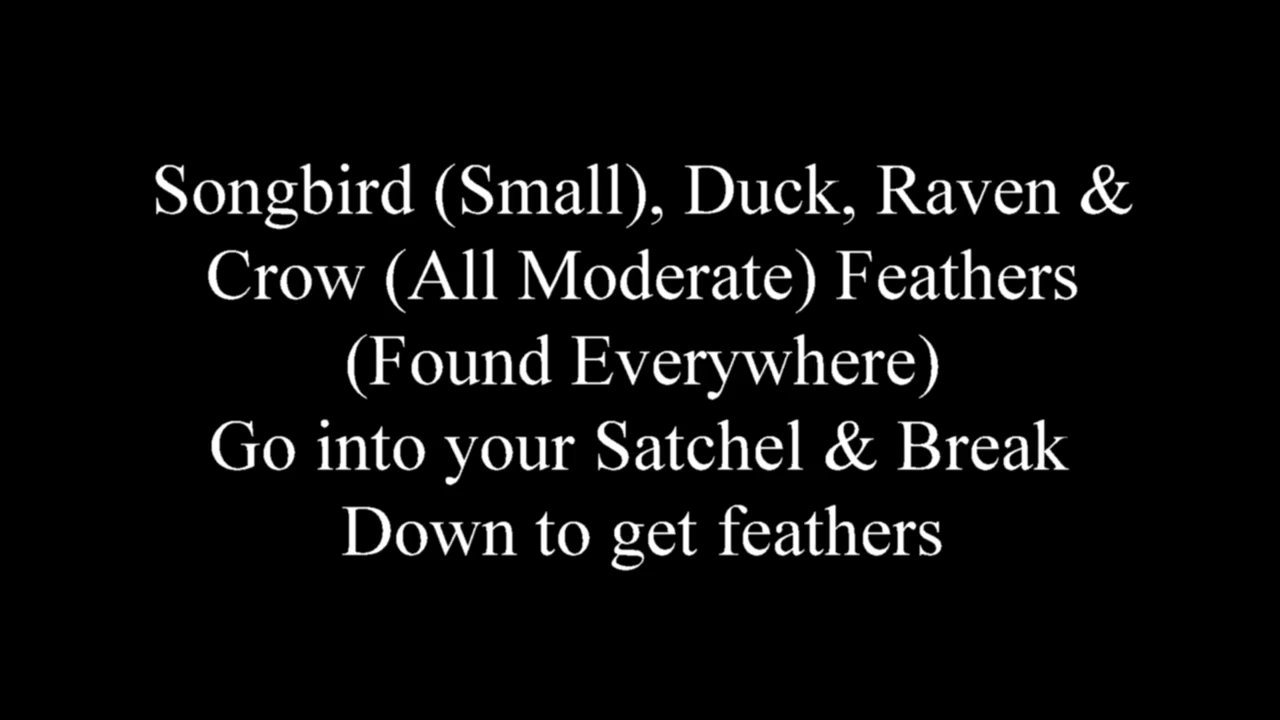 Songbird (Small), Duck, Raven &
Crow (All Moderate) Feathers
(Found Everywhere)
Go into your Satchel & Break
Down to get feathers